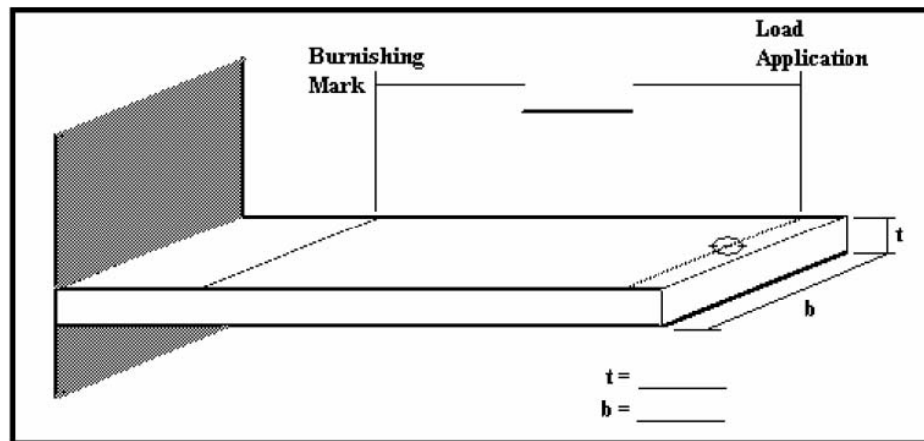 Load
Application
Burnishing
Mark
t
b
t =
b =